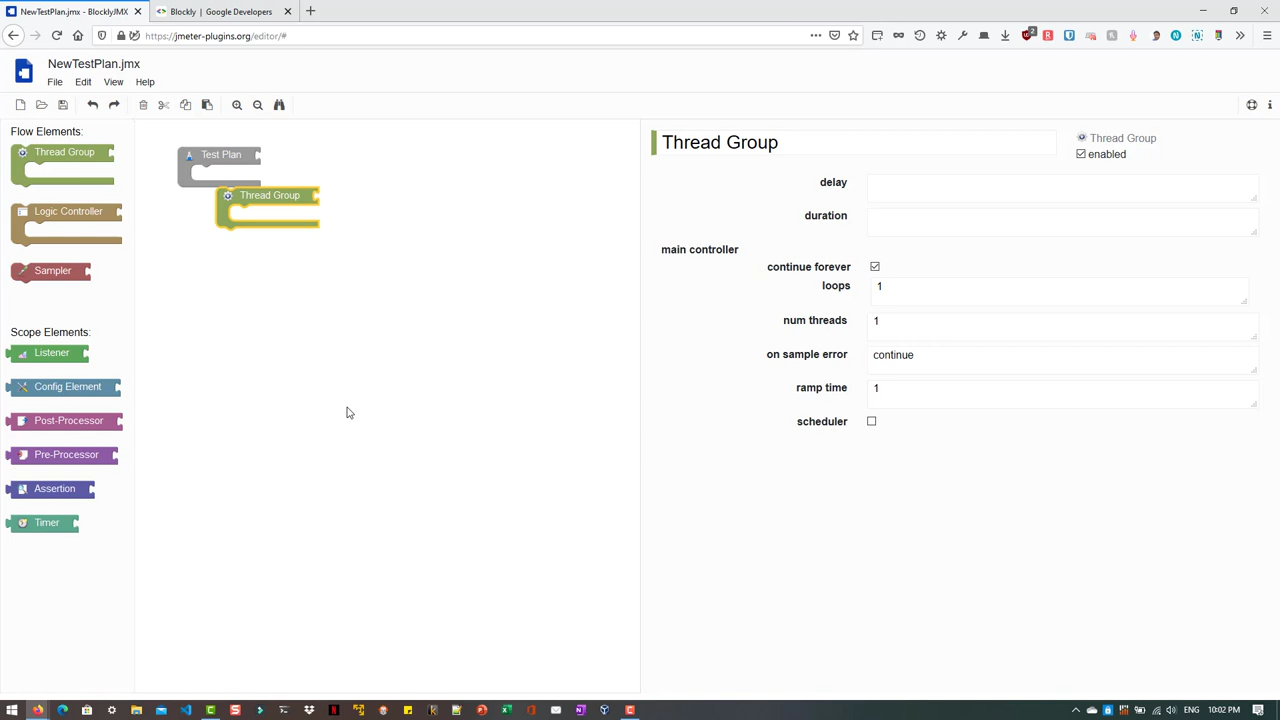 NewTestPlan.jmx - BlocklyJMX
Blockly | Google Developers
https://jmeter-plugins.org/editor/#
NewTestPlan.jmx
File Edit View Help
Flow Elements:
Thread Group
Logic Controller
Sampler
Scope Elements:
Listener
Config Element
Post-Processor
Pre-Processor
Assertion
Timer
Test Plan
Thread Group
Thread Group
Thread Group
enabled
delay
duration
main controller
continue forever
loops 1
num threads 1
on sample error continue
ramp time 1
scheduler
ENG 10:02 PM